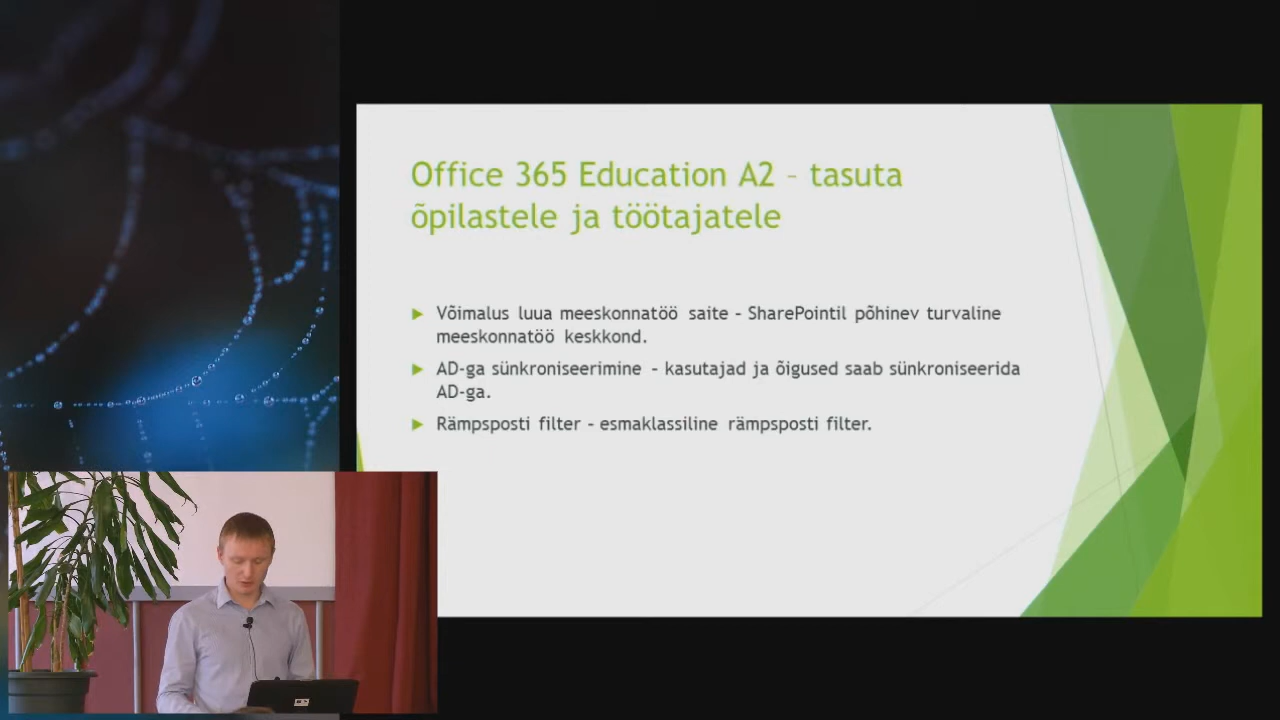 Office 365 Education A2 – tasuta
õpilastele ja töötajatele
Võimalus luua meeskonnatöö saite – SharePointil põhinev turvaline
meeskonnatöö keskkond.
AD-ga sünkroniseerimine – kasutajad ja õigused saab sünkroniseerida
AD-ga.
Rämpsposti filter – esmaklassiline rämpsposti filter.